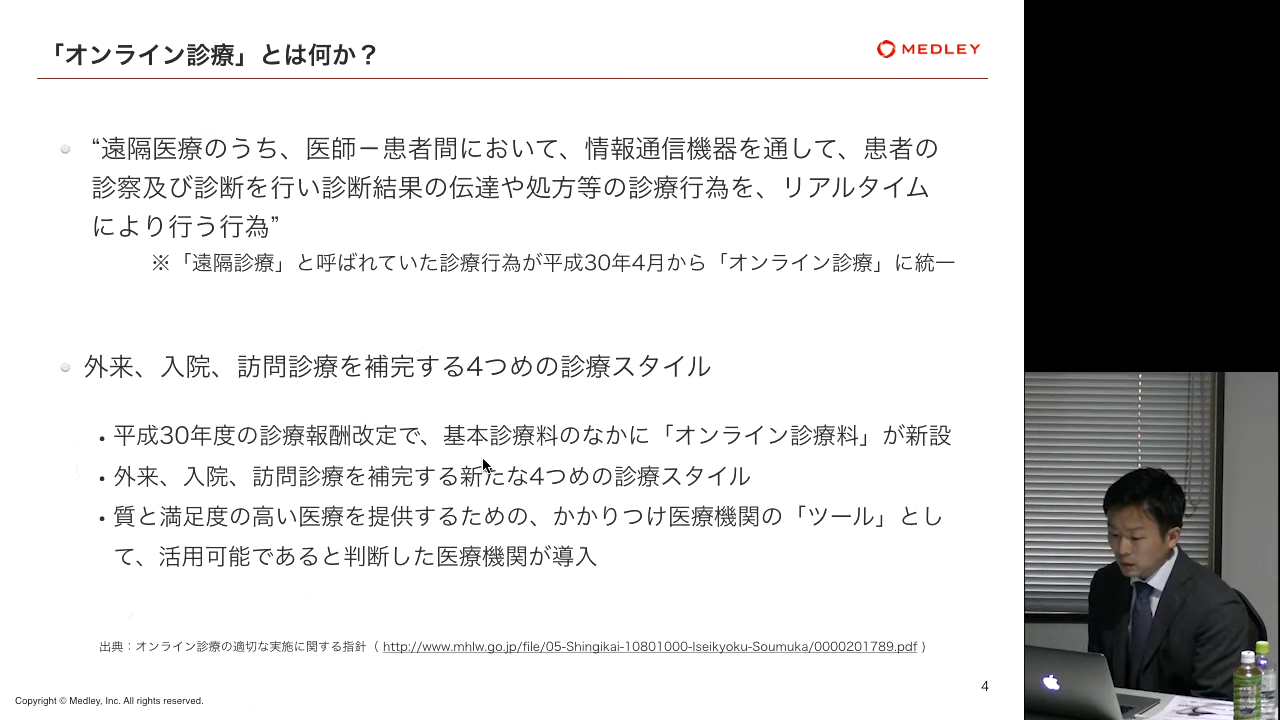 「オンライン診療」とは何か？
MEDLEY
“遠隔医療のうち、医師－患者間において、情報通信機器を通して、患者の
診察及び診断を行い診断結果の伝達や処方等の診療行為を、リアルタイム
により行う行為”
※「遠隔診療」と呼ばれていた診療行為が平成30年4月から「オンライン診療」に統一
外来、入院、訪問診療を補完する4つめの診療スタイル
• 平成30年度の診療報酬改定で、基本診療料のなかに「オンライン診療料」が新設
• 外来、入院、訪問診療を補完する新たな4つめの診療スタイル
• 質と満足度の高い医療を提供するための、かかりつけ医療機関の「ツール」とし
て、活用可能であると判断した医療機関が導入
出典：オンライン診療の適切な実施に関する指針（ http://www.mhlw.go.jp/file/05-Shingikai-10801000-Iseikyoku-Soumuka/0000201789.pdf ）
4
Copyright © Medley, Inc. All rights reserved.